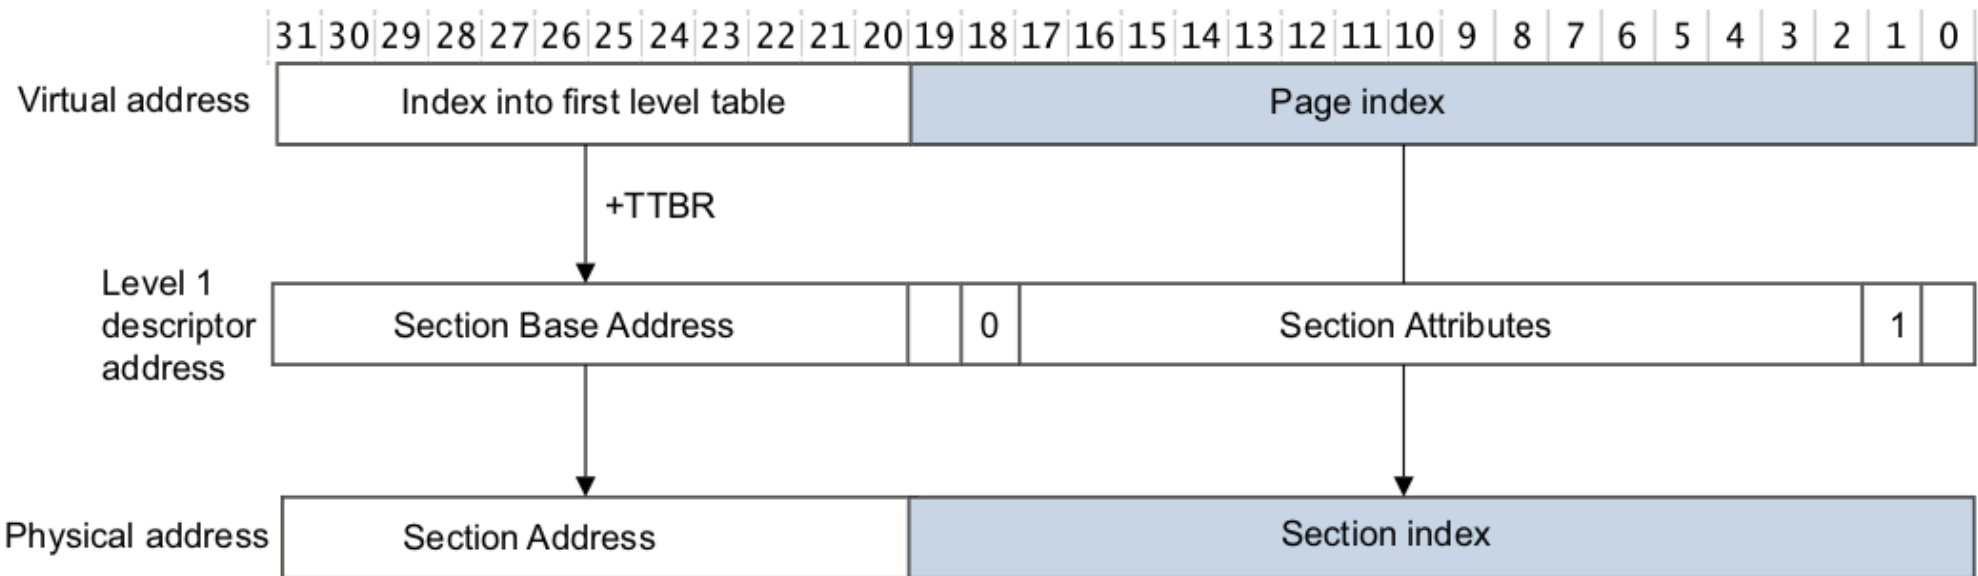 31 30 29 28 27 26 25 24 23 22 21 20 19 18 17 16 15 14 13 12 11 10 9 8 7 6 5 4 3 2 1 0
Virtual address
Index into first level table
Page index
+TTBR
Level 1
descriptor
address
Section Base Address
0
Section Attributes
1
Physical address
Section Address
Section index